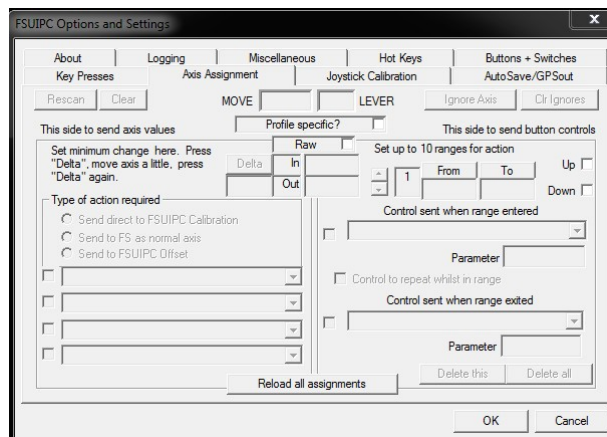 FSUIPC Options and Settings
x
About Logging Miscellaneous Hot Keys Buttons + Switches
Key Presses Axis Assignment Joystick Calibration AutoSave/GPSout
Rescan Clear MOVE LEVER Ignore Axis Clr Ignores
This side to send axis values Profile specific? This side to send button controls
Set minimum change here. Press
"Delta", move axis a little, press
"Delta" again.
Raw
Delta In
Out
Set up to 10 ranges for action
1 From To Up
Down
Type of action required
Send direct to FSUIPC Calibration
Send to FS as normal axis
Send to FSUIPC Offset
Control sent when range entered
Parameter
Control to repeat whilst in range
Control sent when range exited
Parameter
Delete this Delete all
Reload all assignments
OK Cancel